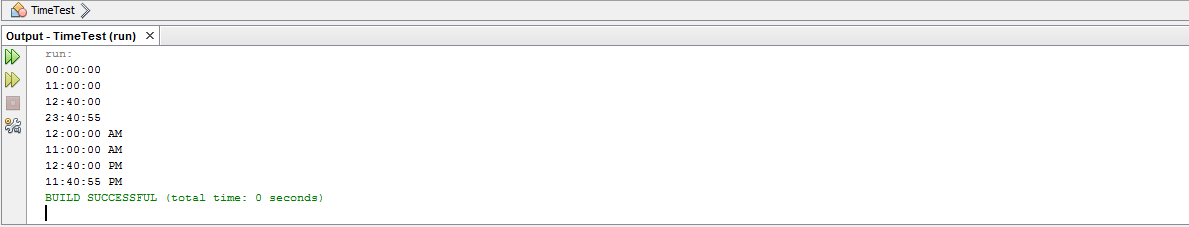 TimeTest
Output - TimeTest (run)
run:
00:00:00
11:00:00
12:40:00
23:40:55
12:00:00 AM
11:00:00 AM
12:40:00 PM
11:40:55 PM
BUILD SUCCESSFUL (total time: 0 seconds)